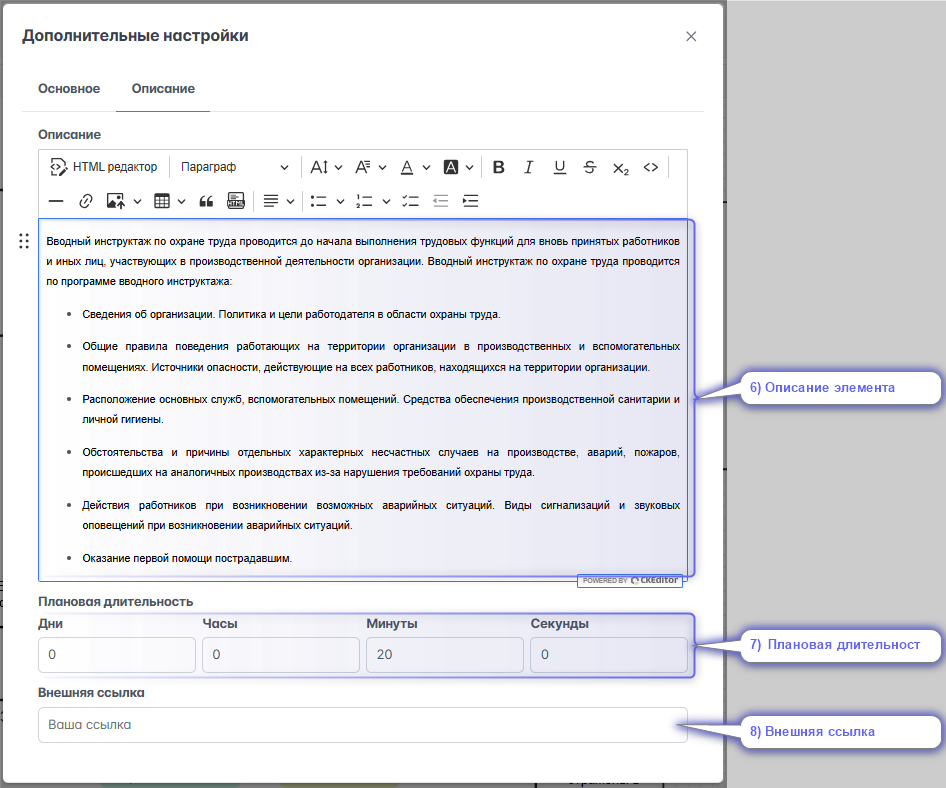 Дополнительные настройки
Основное Описание
Описание
HTML редактор Параграф
Вводный инструктаж по охране труда проводится до начала выполнения трудовых функций для вновь принятых работников
и иных лиц, участвующих в производственной деятельности организации. Вводный инструктаж по охране труда проводится
по программе вводного инструктажа:
Сведения об организации. Политика и цели работодателя в области охраны труда.
Общие правила поведения работающих на территории организации в производственных и вспомогательных
помещениях. Источники опасности, действующие на всех работников, находящихся на территории организации.
Расположение основных служб, вспомогательных помещений. Средства обеспечения производственной санитарии и
личной гигиены.
Обстоятельства и причины отдельных характерных несчастных случаев на производстве, аварий, пожаров,
происшедших на аналогичных производствах из-за нарушения требований охраны труда.
Действия работников при возникновении возможных аварийных ситуаций. Виды сигнализаций и звуковых
оповещений при возникновении аварийных ситуаций.
Оказание первой помощи пострадавшим.
POWERED BY CKEditor
6) Описание элемента
Плановая длительность
Дни Часы Минуты Секунды
0 0 20 0
7) Плановая длительност
Внешняя ссылка
Ваша ссылка
8) Внешняя ссылка